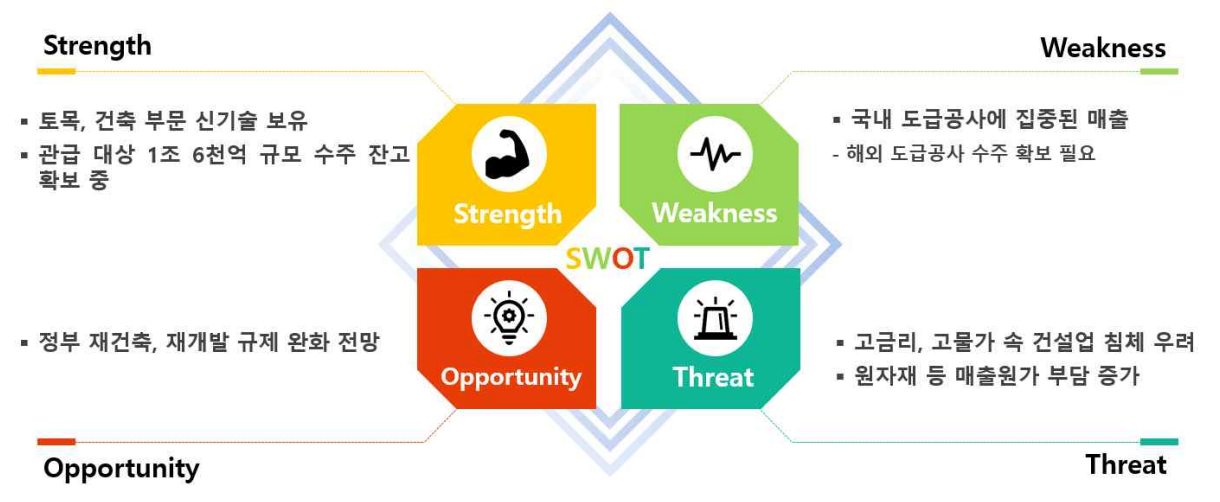 Strength
Weakness
▪ 토목, 건축 부문 신기술 보유
▪ 관급 대상 1조 6천억 규모 수주 잔고
확보 중
▪ 국내 도급공사에 집중된 매출
- 해외 도급공사 수주 확보 필요
Strength
Weakness
SWOT
▪ 정부 재건축, 재개발 규제 완화 전망
▪ 고금리, 고물가 속 건설업 침체 우려
▪ 원자재 등 매출원가 부담 증가
Opportunity
Threat
Opportunity
Threat